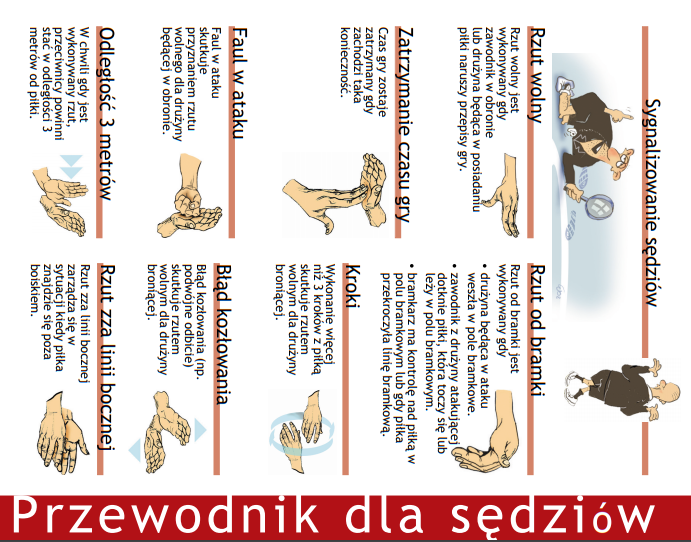 Sygnalizowanie sędziów
Rzut wolny
Rzut wolny jest
wykonywany gdy
zawodnik w obronie
lub drużyna będąca w posiadaniu
piłki naruszy przepisy gry.
Rzut od bramki
Rzut od bramki jest
wykonywany gdy
• drużyna będąca w ataku
weszła w pole bramkowe.
• zawodnik z drużyny atakującej
dotknie piłki, która toczy się lub
leży w polu bramkowym.
• bramkarz ma kontrolę nad piłką w
polu bramkowym lub gdy piłka
przekroczyła linię bramkową.
Zatrzymanie czasu gry
Czas gry zostaje
zatrzymany gdy
zachodzi taka
konieczność.
Kroki
Wykonanie więcej
niż 3 kroków z piłką
skutkuje rzutem
wolnym dla drużyny
broniącej.
Faul w ataku
Faul w ataku
skutkuje
przyznaniem rzutu
wolnego dla drużyny
będącej w obronie.
Błąd kozłowania
Błąd kozłowania (np.
podwójne odbicie)
skutkuje rzutem
wolnym dla drużyny
broniącej.
Odległość 3 metrów
W chwili gdy jest
wykonywany rzut,
przeciwnicy powinni
stać w odległości 3
metrów od piłki.
Rzut zza linii bocznej
Rzut zza linii bocznej
zarządza się w
sytuacji kiedy piłka
znajdzie się poza
boiskiem.
Przewodnik dla sędziów